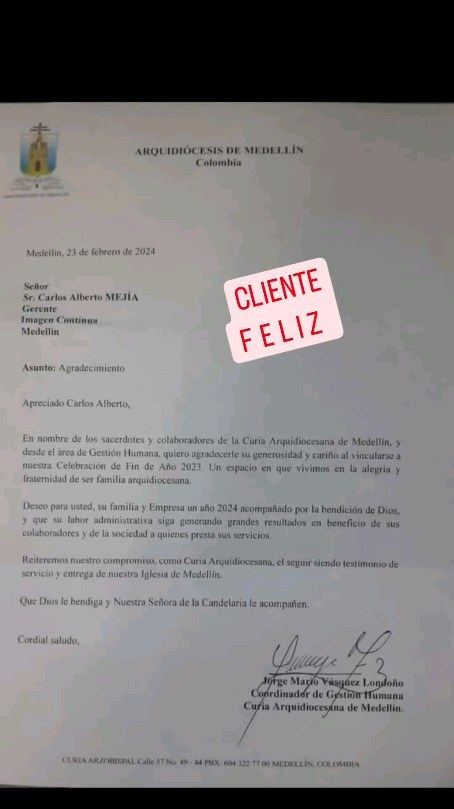 ARQUIDIÓCESIS DE MEDELLÍN
Colombia
Medellín, 23 de febrero de 2024
Señor
Sr. Carlos Alberto MEJÍA
Gerente
Imagen Continua
Medellín
CLIENTE
FELIZ
Asunto: Agradecimiento
Apreciado Carlos Alberto,
En nombre de los sacerdotes y colaboradores de la Curia Arquidiocesana de Medellín, y
desde el área de Gestión Humana, quiero agradecerle su generosidad y cariño al vincularse a
nuestra Celebración de Fin de Año 2023. Un espacio en que vivimos en la alegría y
fraternidad de ser familia arquidiocesana.
Deseo para usted, su familia y Empresa un año 2024 acompañado por la bendición de Dios,
y que su labor administrativa siga generando grandes resultados en beneficio de sus
colaboradores y de la sociedad a quienes presta sus servicios.
Reiteremos nuestro compromiso, como Curia Arquidiocesana, el seguir siendo testimonio de
servicio y entrega de nuestra Iglesia de Medellín.
Que Dios le bendiga y Nuestra Señora de la Candelaria le acompañen.
Cordial saludo,
Jorge Mario Vásquez Londoño
Coordinador de Gestión Humana
Curia Arquidiocesana de Medellín.
CURIA ARZOBISPAL Calle 57 No. 49 - 44 PBX: 604 322 77 00 MEDELLÍN, COLOMBIA